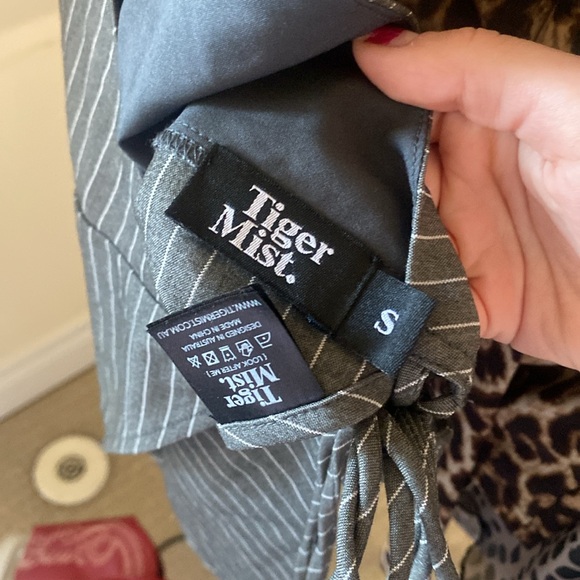 Tiger
Mist.
S
Tiger
Mist.
( LOOK AFTER ME )
MADE IN CHINA
DESIGNED IN AUSTRALIA
WWW.TIGERMIST.COM.AU